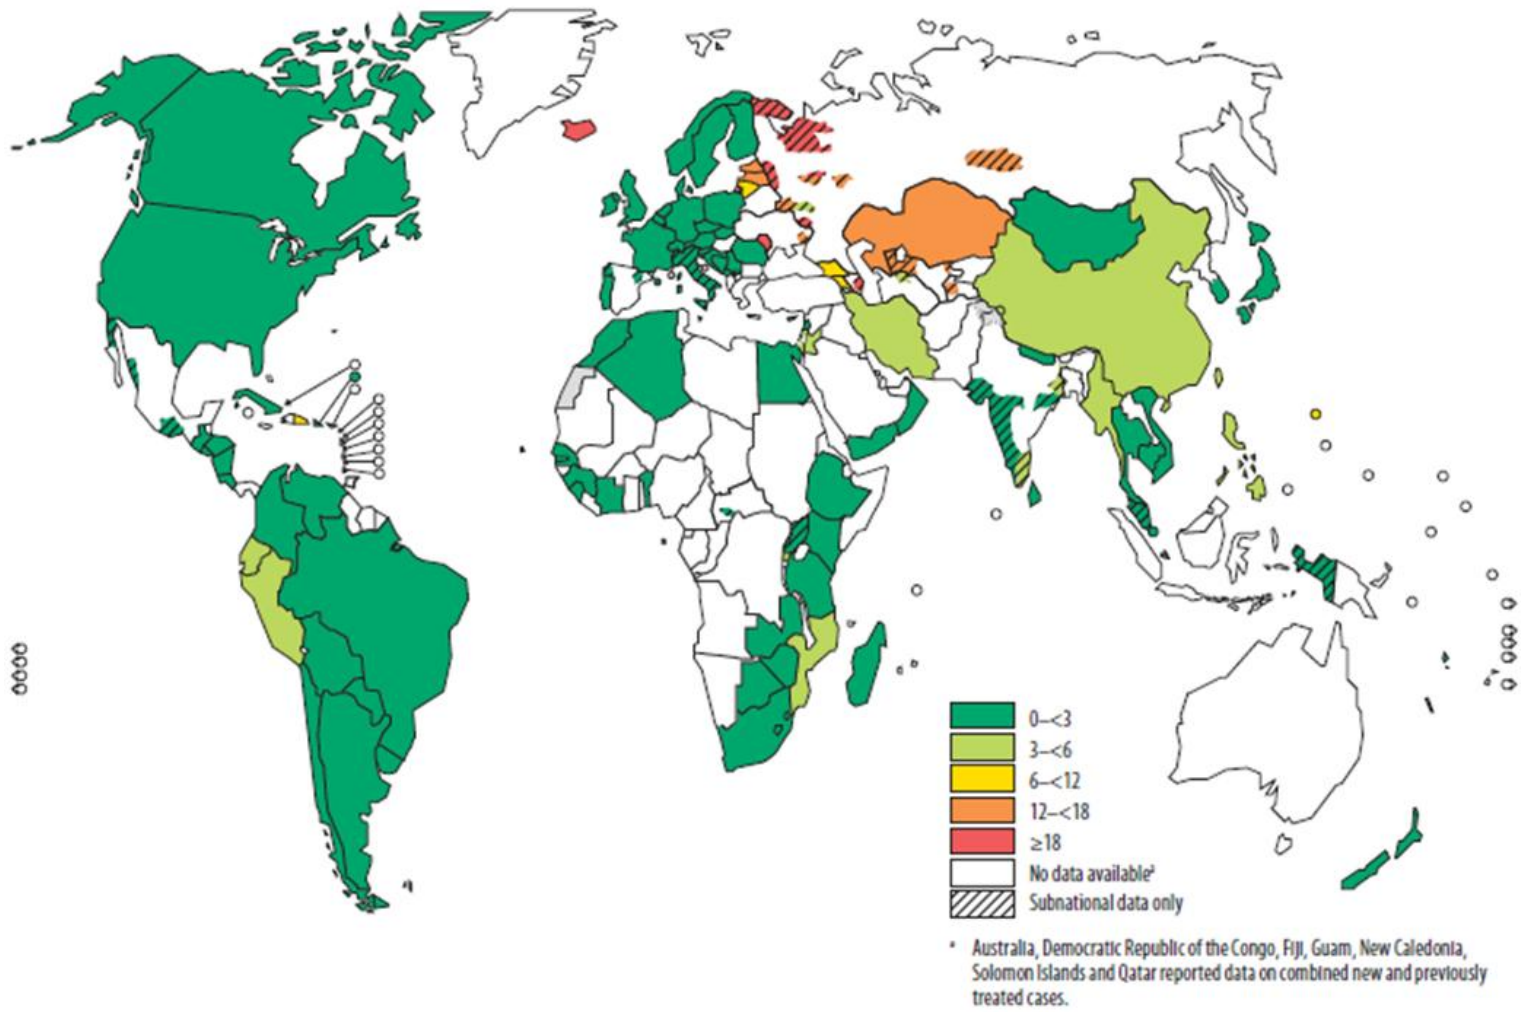 0–<3
3–<6
6–<12
12–<18
≥18
No data availableª
Subnational data only
ª Australia, Democratic Republic of the Congo, Fiji, Guam, New Caledonia,
Solomon Islands and Qatar reported data on combined new and previously
treated cases.